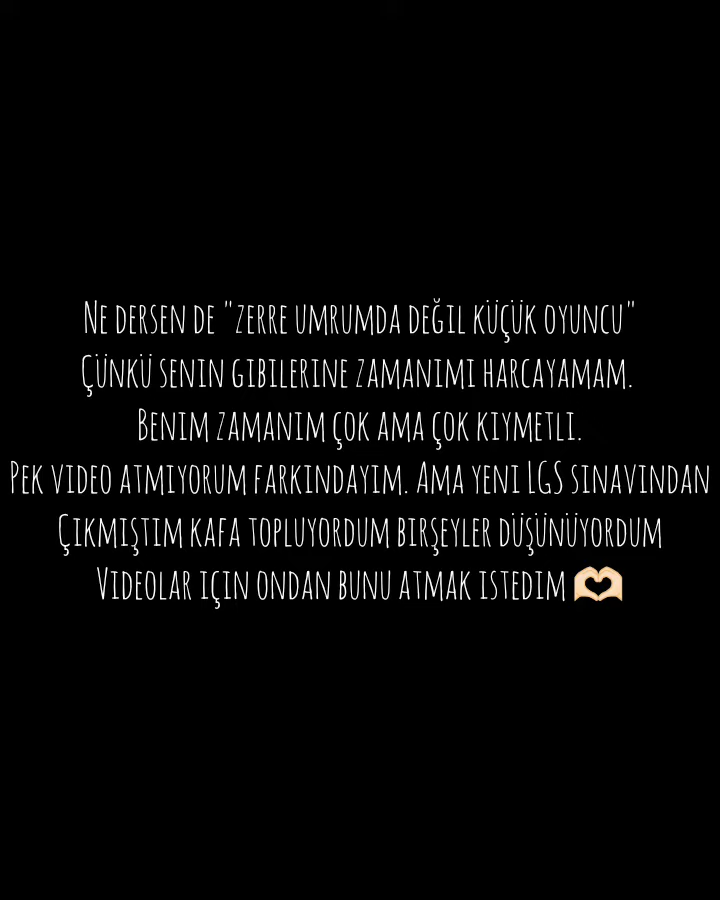 Ne dersen de "zerre umrumda değil küçük oyuncu"
Çünkü senin gibilerine zamanımı harcayamam.
Benim zamanım çok ama çok kıymetli.
Pek video atmıyorum farkındayım. Ama yeni LGS sınavından
Çıkmıştım kafa topluyordum birşeyler düşünüyordum
Videolar için ondan bunu atmak istedim 🫶🏻